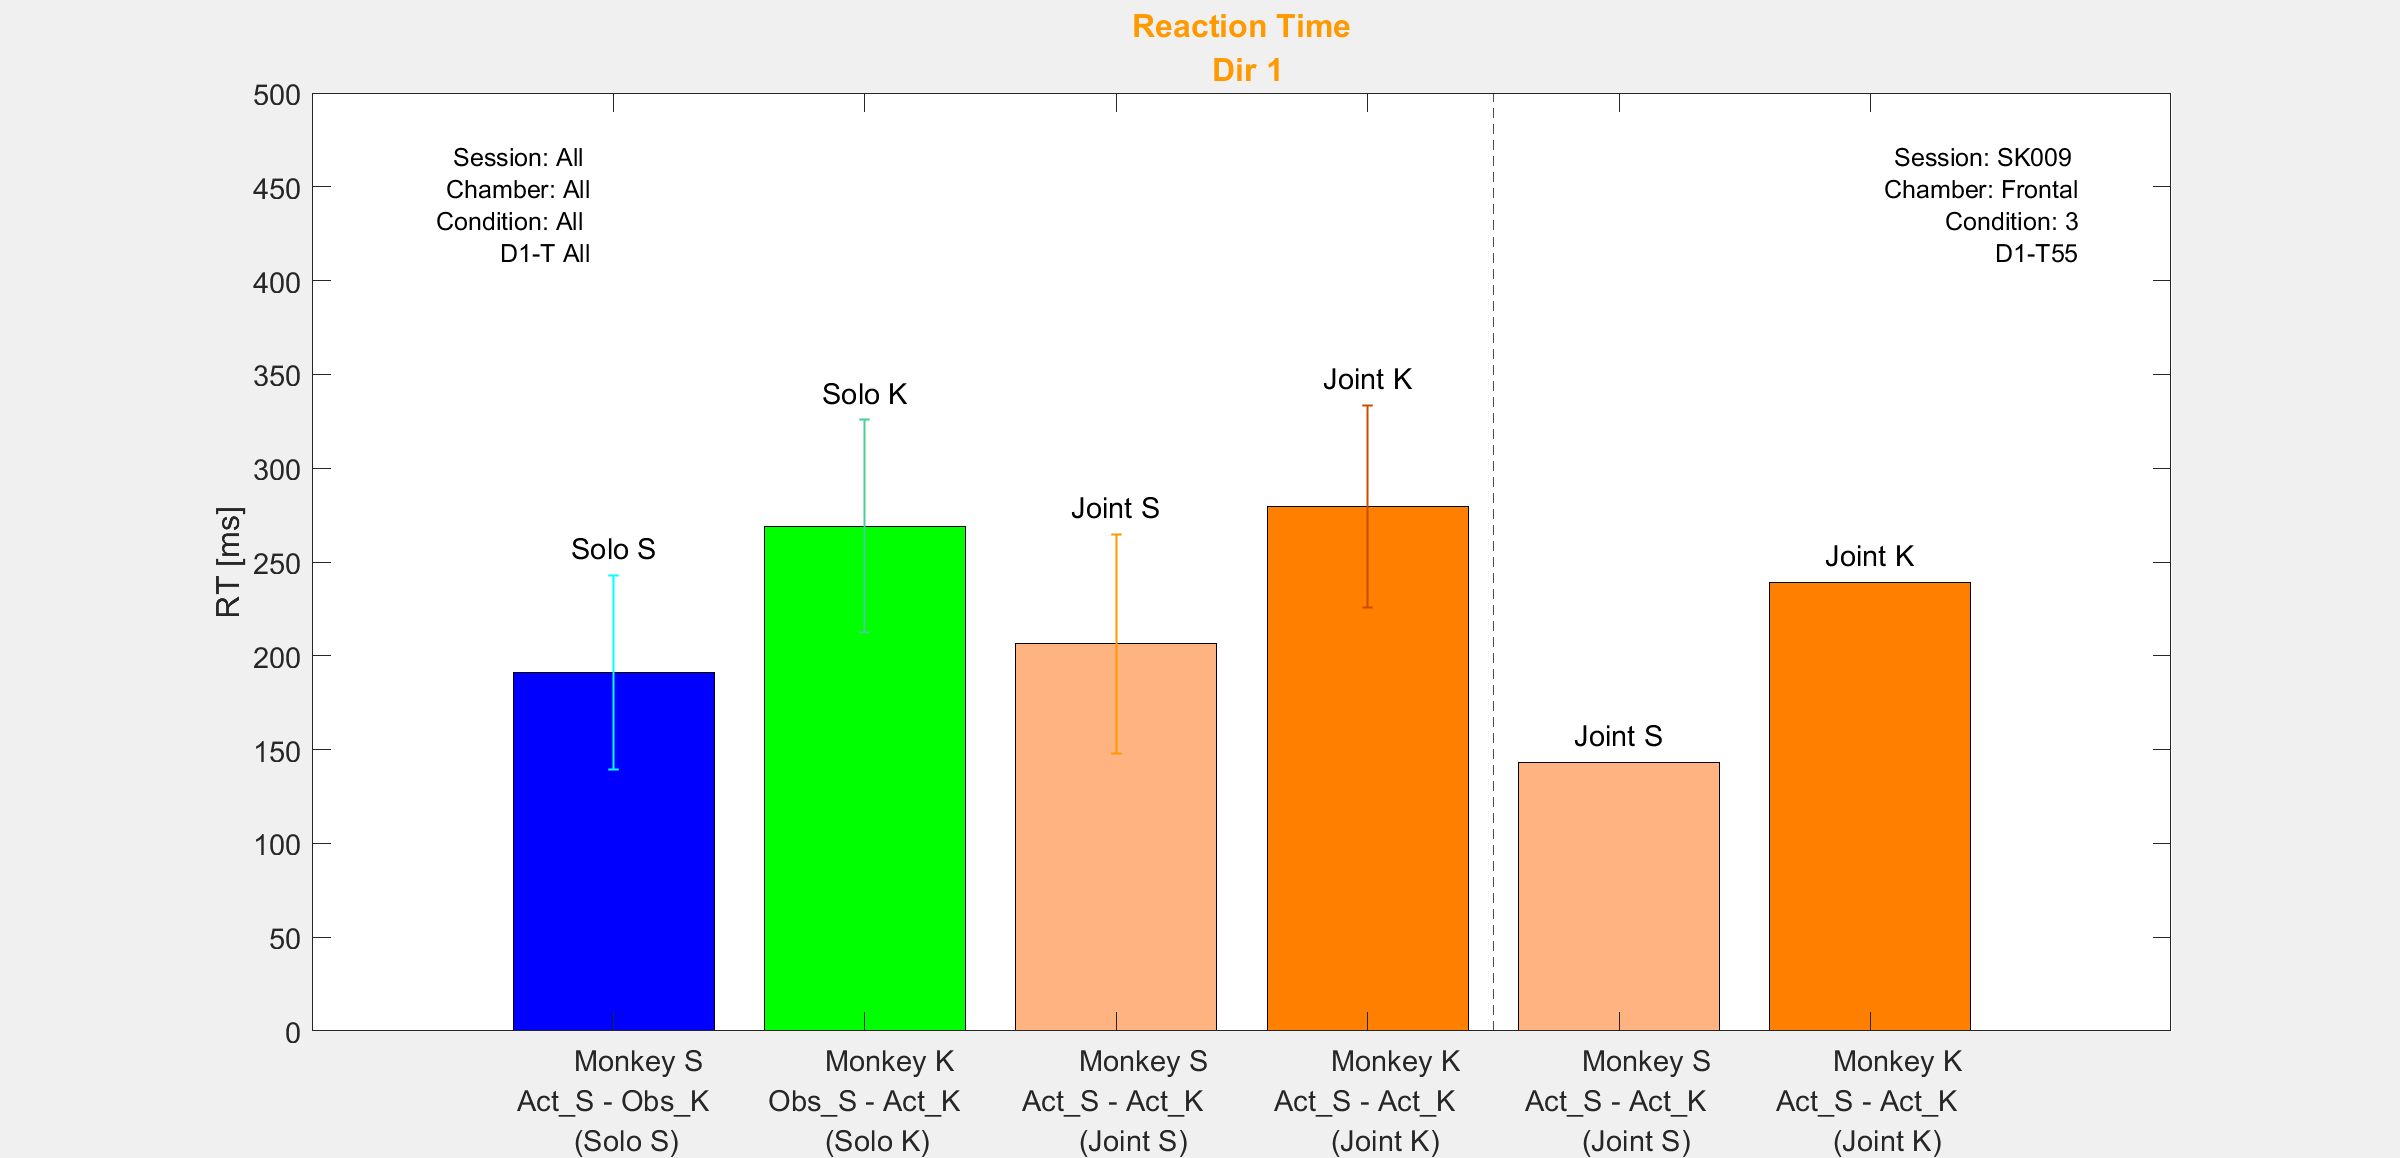 Reaction Time
Dir 1
500
450
400
350
300
250
200
150
100
50
0
RT [ms]
Session: All
Chamber: All
Condition: All
D1-T All
Session: SK009
Chamber: Frontal
Condition: 3
D1-T55
Solo S
Solo K
Joint S
Joint K
Joint S
Joint K
Monkey S
Act_S - Obs_K
(Solo S)
Monkey K
Obs_S - Act_K
(Solo K)
Monkey S
Act_S - Act_K
(Joint S)
Monkey K
Act_S - Act_K
(Joint K)
Monkey S
Act_S - Act_K
(Joint S)
Monkey K
Act_S - Act_K
(Joint K)